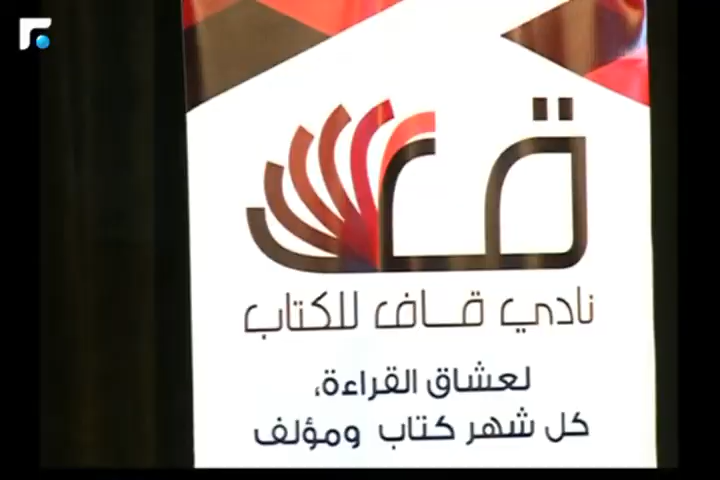 نادي قاف للكتاب
لعشاق القراءة،
كل شهر كتاب ومؤلف